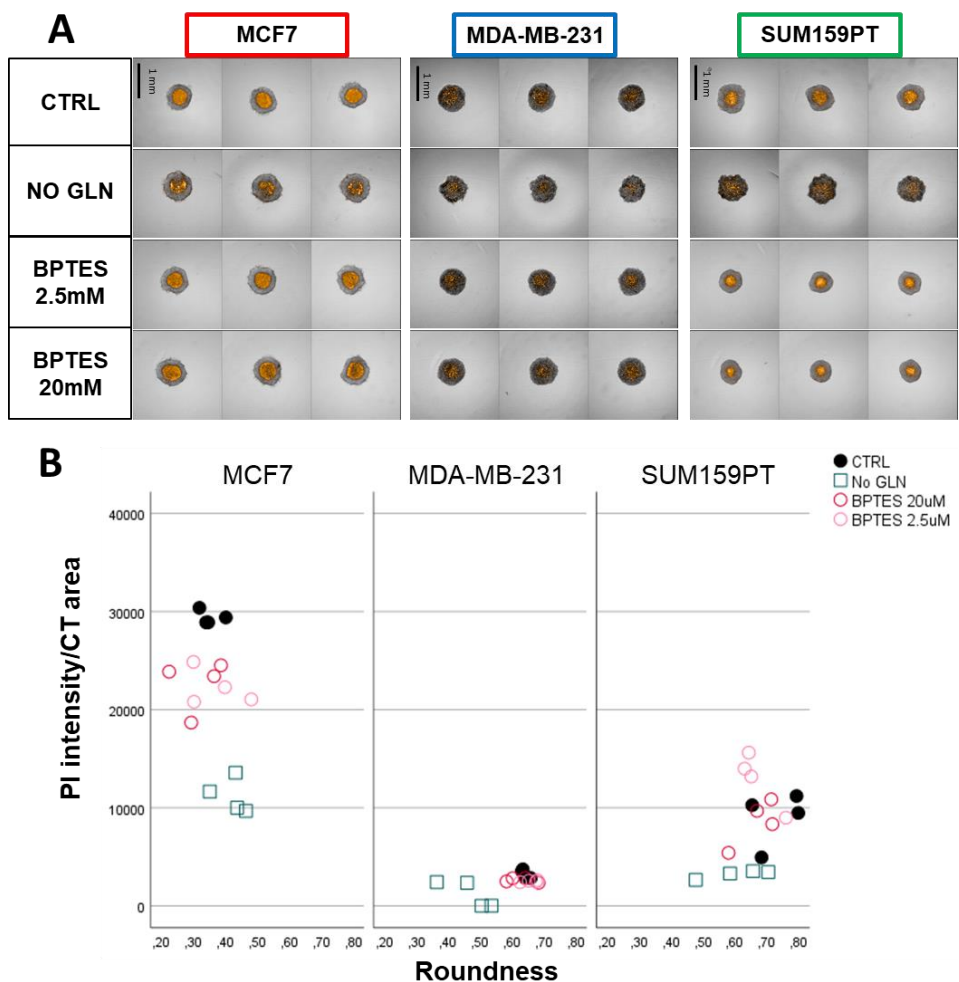 A
MCF7
MDA-MB-231
SUM159PT
CTRL
1 mm
1 mm
1 mm
NO GLN
BPTES
2.5mM
BPTES
20mM
B
MCF7
MDA-MB-231
SUM159PT
CTRL
No GLN
BPTES 20uM
BPTES 2.5uM
PI intensity/CT area
40000
30000
20000
10000
0
,20 ,30 ,40 ,50 ,60 ,70 ,80 ,20 ,30 ,40 ,50 ,60 ,70 ,80 ,20 ,30 ,40 ,50 ,60 ,70 ,80
Roundness